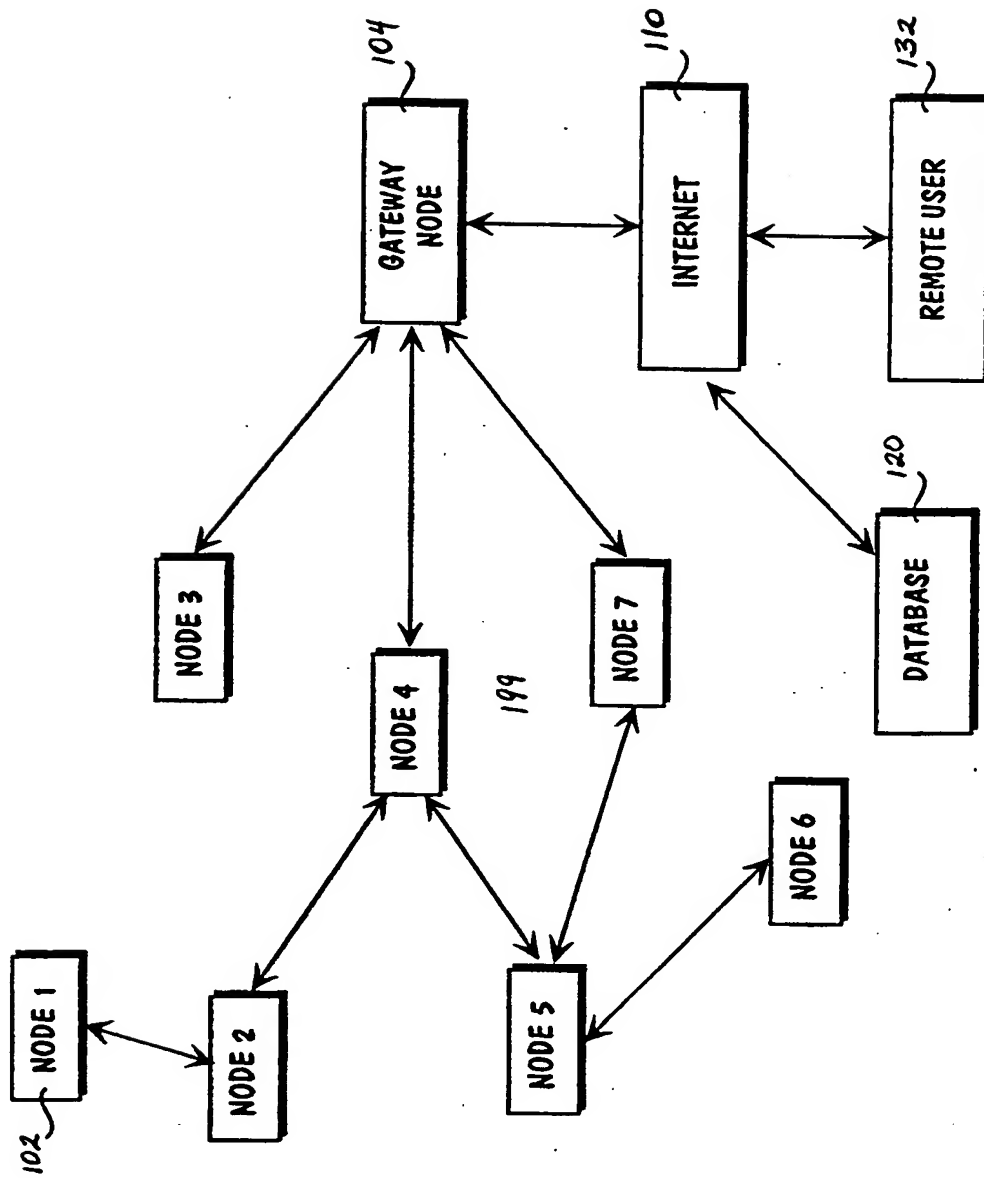 102
NODE 1
NODE 2
NODE 3
NODE 4
NODE 5
NODE 6
NODE 7
199
GATEWAY
NODE
104
INTERNET
110
DATABASE
120
REMOTE USER
132